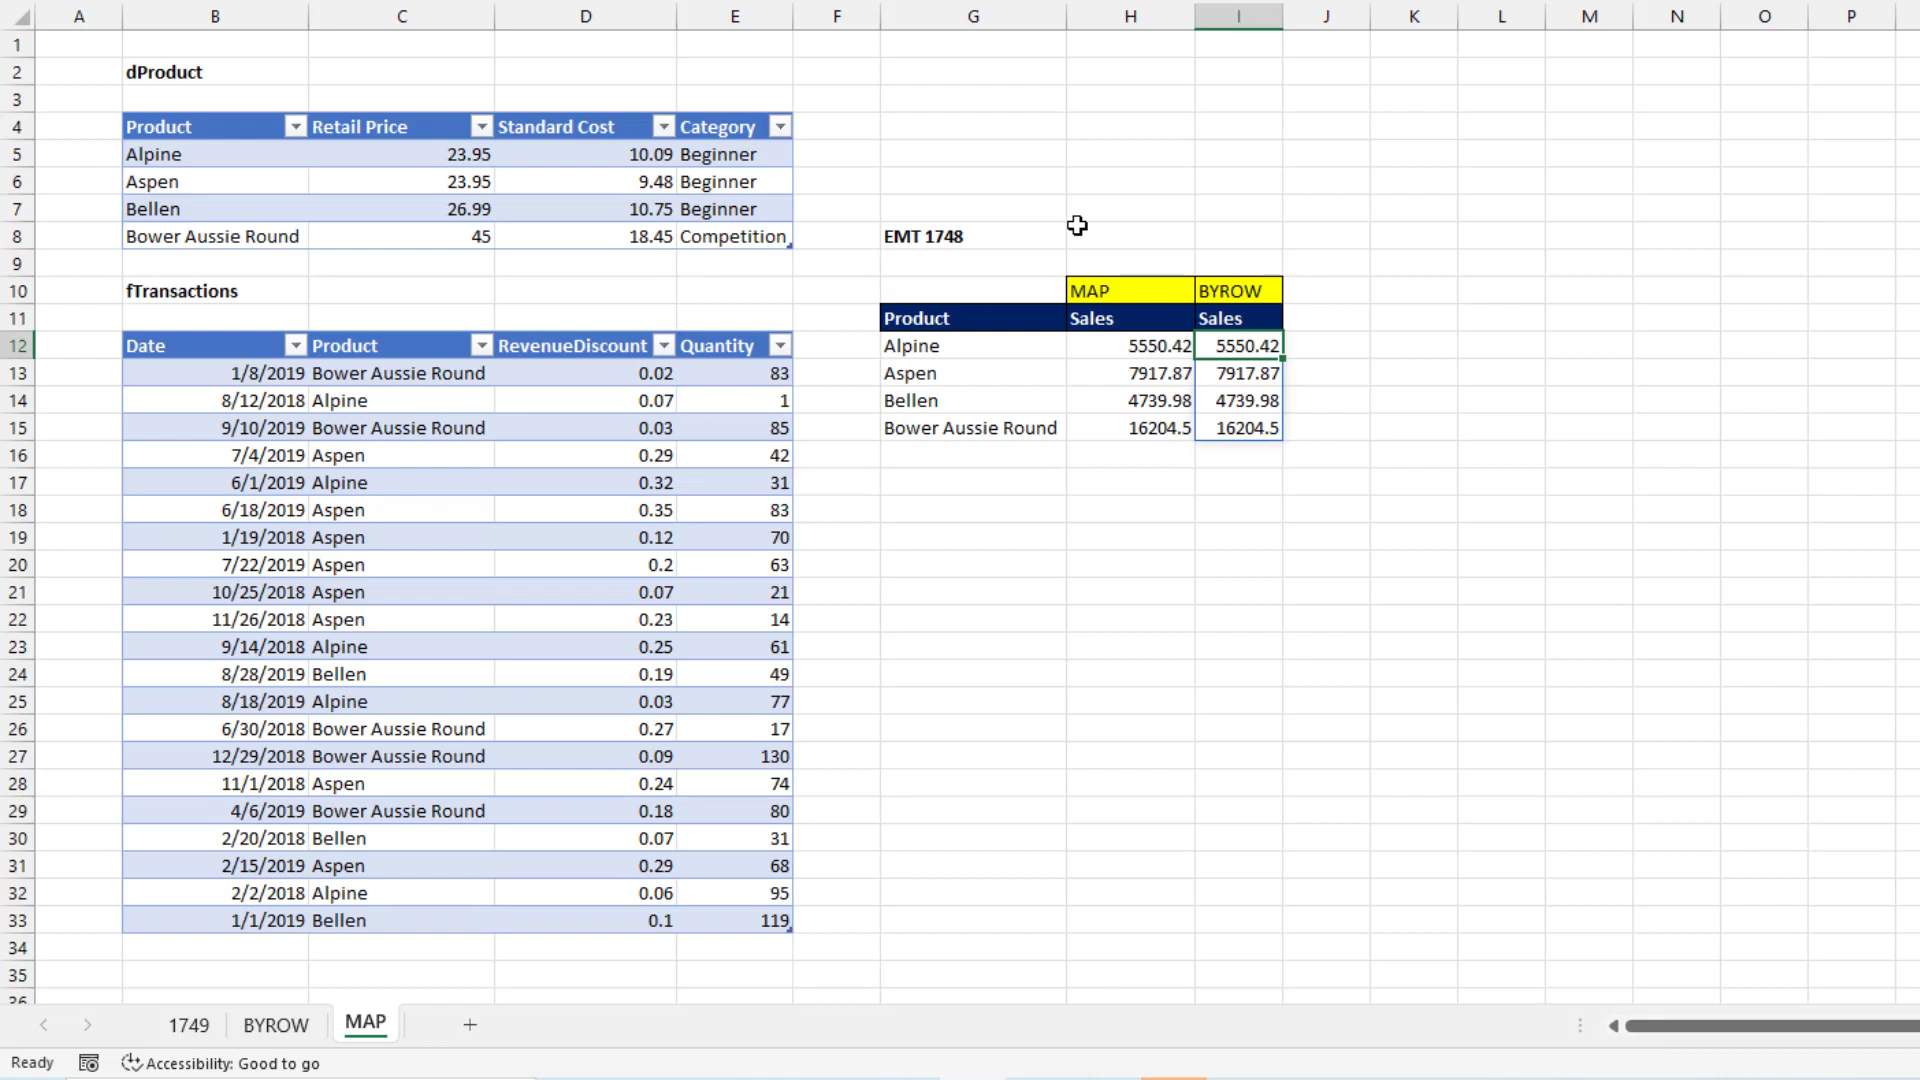 A B C D E F G H I J K L M N O P
1
2 dProduct
3
4 Product Retail Price Standard Cost Category
5 Alpine 23.95 10.09 Beginner
6 Aspen 23.95 9.48 Beginner
7 Bellen 26.99 10.75 Beginner
8 Bower Aussie Round 45 18.45 Competition EMT 1748
9
10 fTransactions MAP BYROW
11 Product Sales Sales
12 Date Product RevenueDiscount Quantity Alpine 5550.42 5550.42
13 1/8/2019 Bower Aussie Round 0.02 83 Aspen 7917.87 7917.87
14 8/12/2018 Alpine 0.07 1 Bellen 4739.98 4739.98
15 9/10/2019 Bower Aussie Round 0.03 85 Bower Aussie Round 16204.5 16204.5
16 7/4/2019 Aspen 0.29 42
17 6/1/2019 Alpine 0.32 31
18 6/18/2019 Aspen 0.35 83
19 1/19/2018 Aspen 0.12 70
20 7/22/2019 Aspen 0.2 63
21 10/25/2018 Aspen 0.07 21
22 11/26/2018 Aspen 0.23 14
23 9/14/2018 Alpine 0.25 61
24 8/28/2019 Bellen 0.19 49
25 8/18/2019 Alpine 0.03 77
26 6/30/2018 Bower Aussie Round 0.27 17
27 12/29/2018 Bower Aussie Round 0.09 130
28 11/1/2018 Aspen 0.24 74
29 4/6/2019 Bower Aussie Round 0.18 80
30 2/20/2018 Bellen 0.07 31
31 2/15/2019 Aspen 0.29 68
32 2/2/2018 Alpine 0.06 95
33 1/1/2019 Bellen 0.1 119
34
35
36
1749 BYROW MAP
Ready Accessibility: Good to go